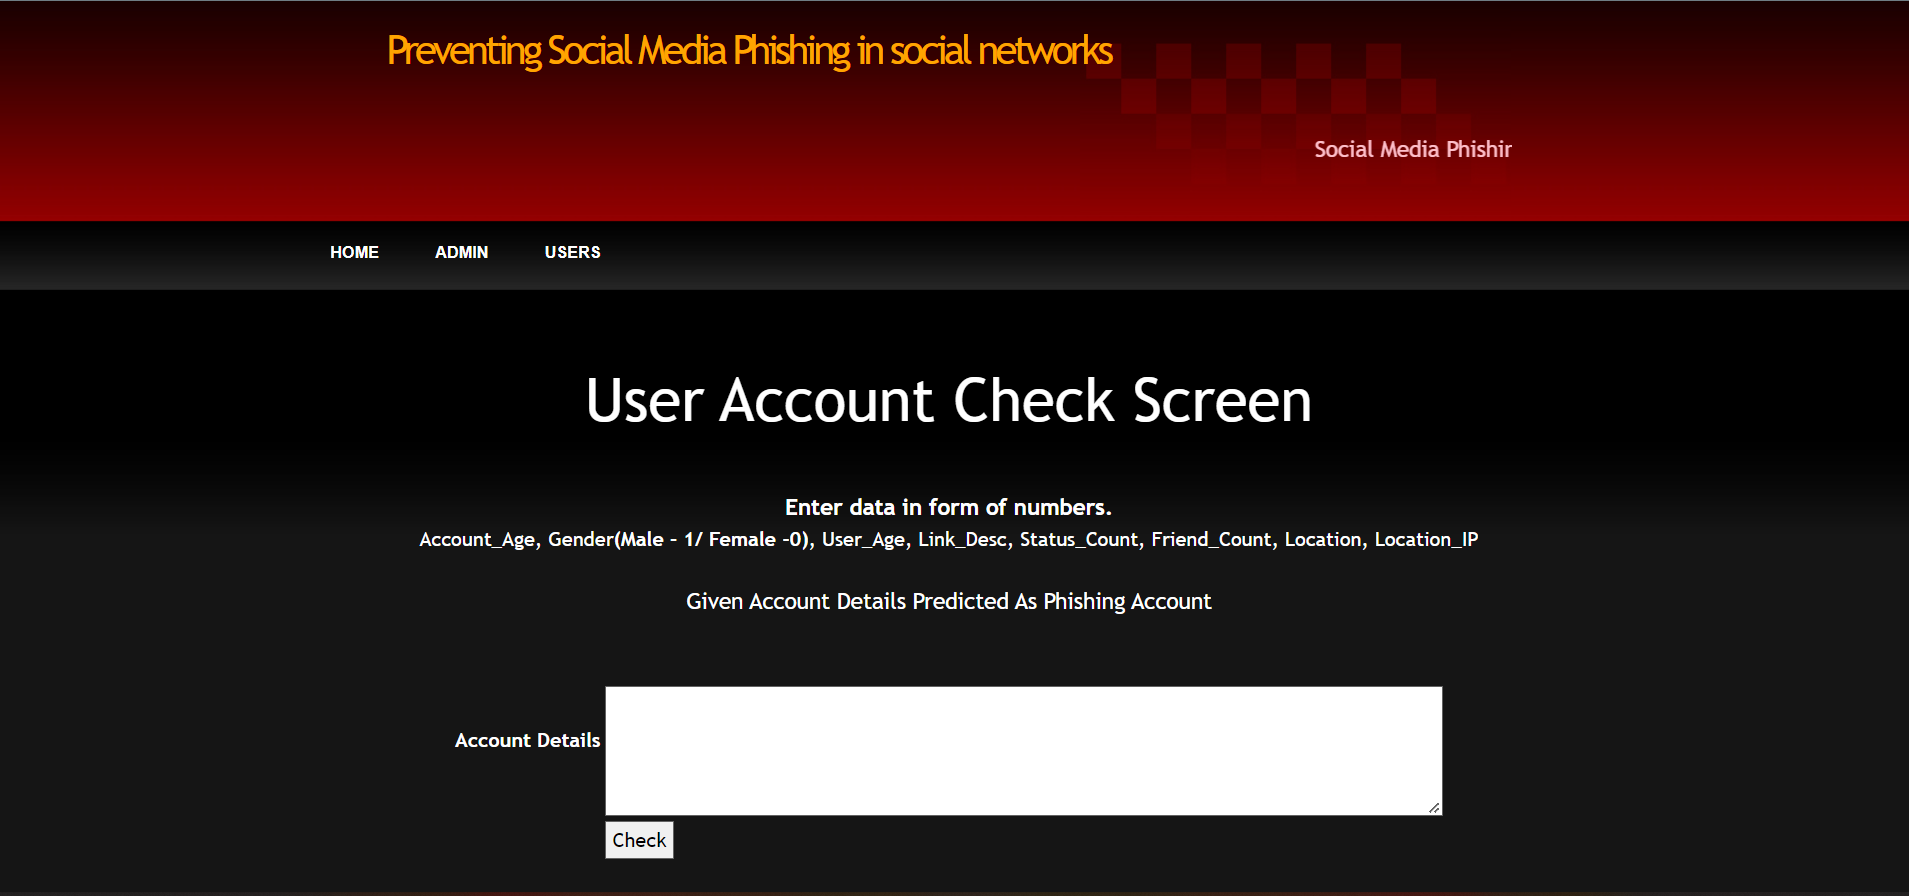 Preventing Social Media Phishing in social networks
Social Media Phishir
HOME ADMIN USERS
User Account Check Screen
Enter data in form of numbers.
Account_Age, Gender(Male - 1/ Female -0), User_Age, Link_Desc, Status_Count, Friend_Count, Location, Location_IP
Given Account Details Predicted As Phishing Account
Account Details
Check